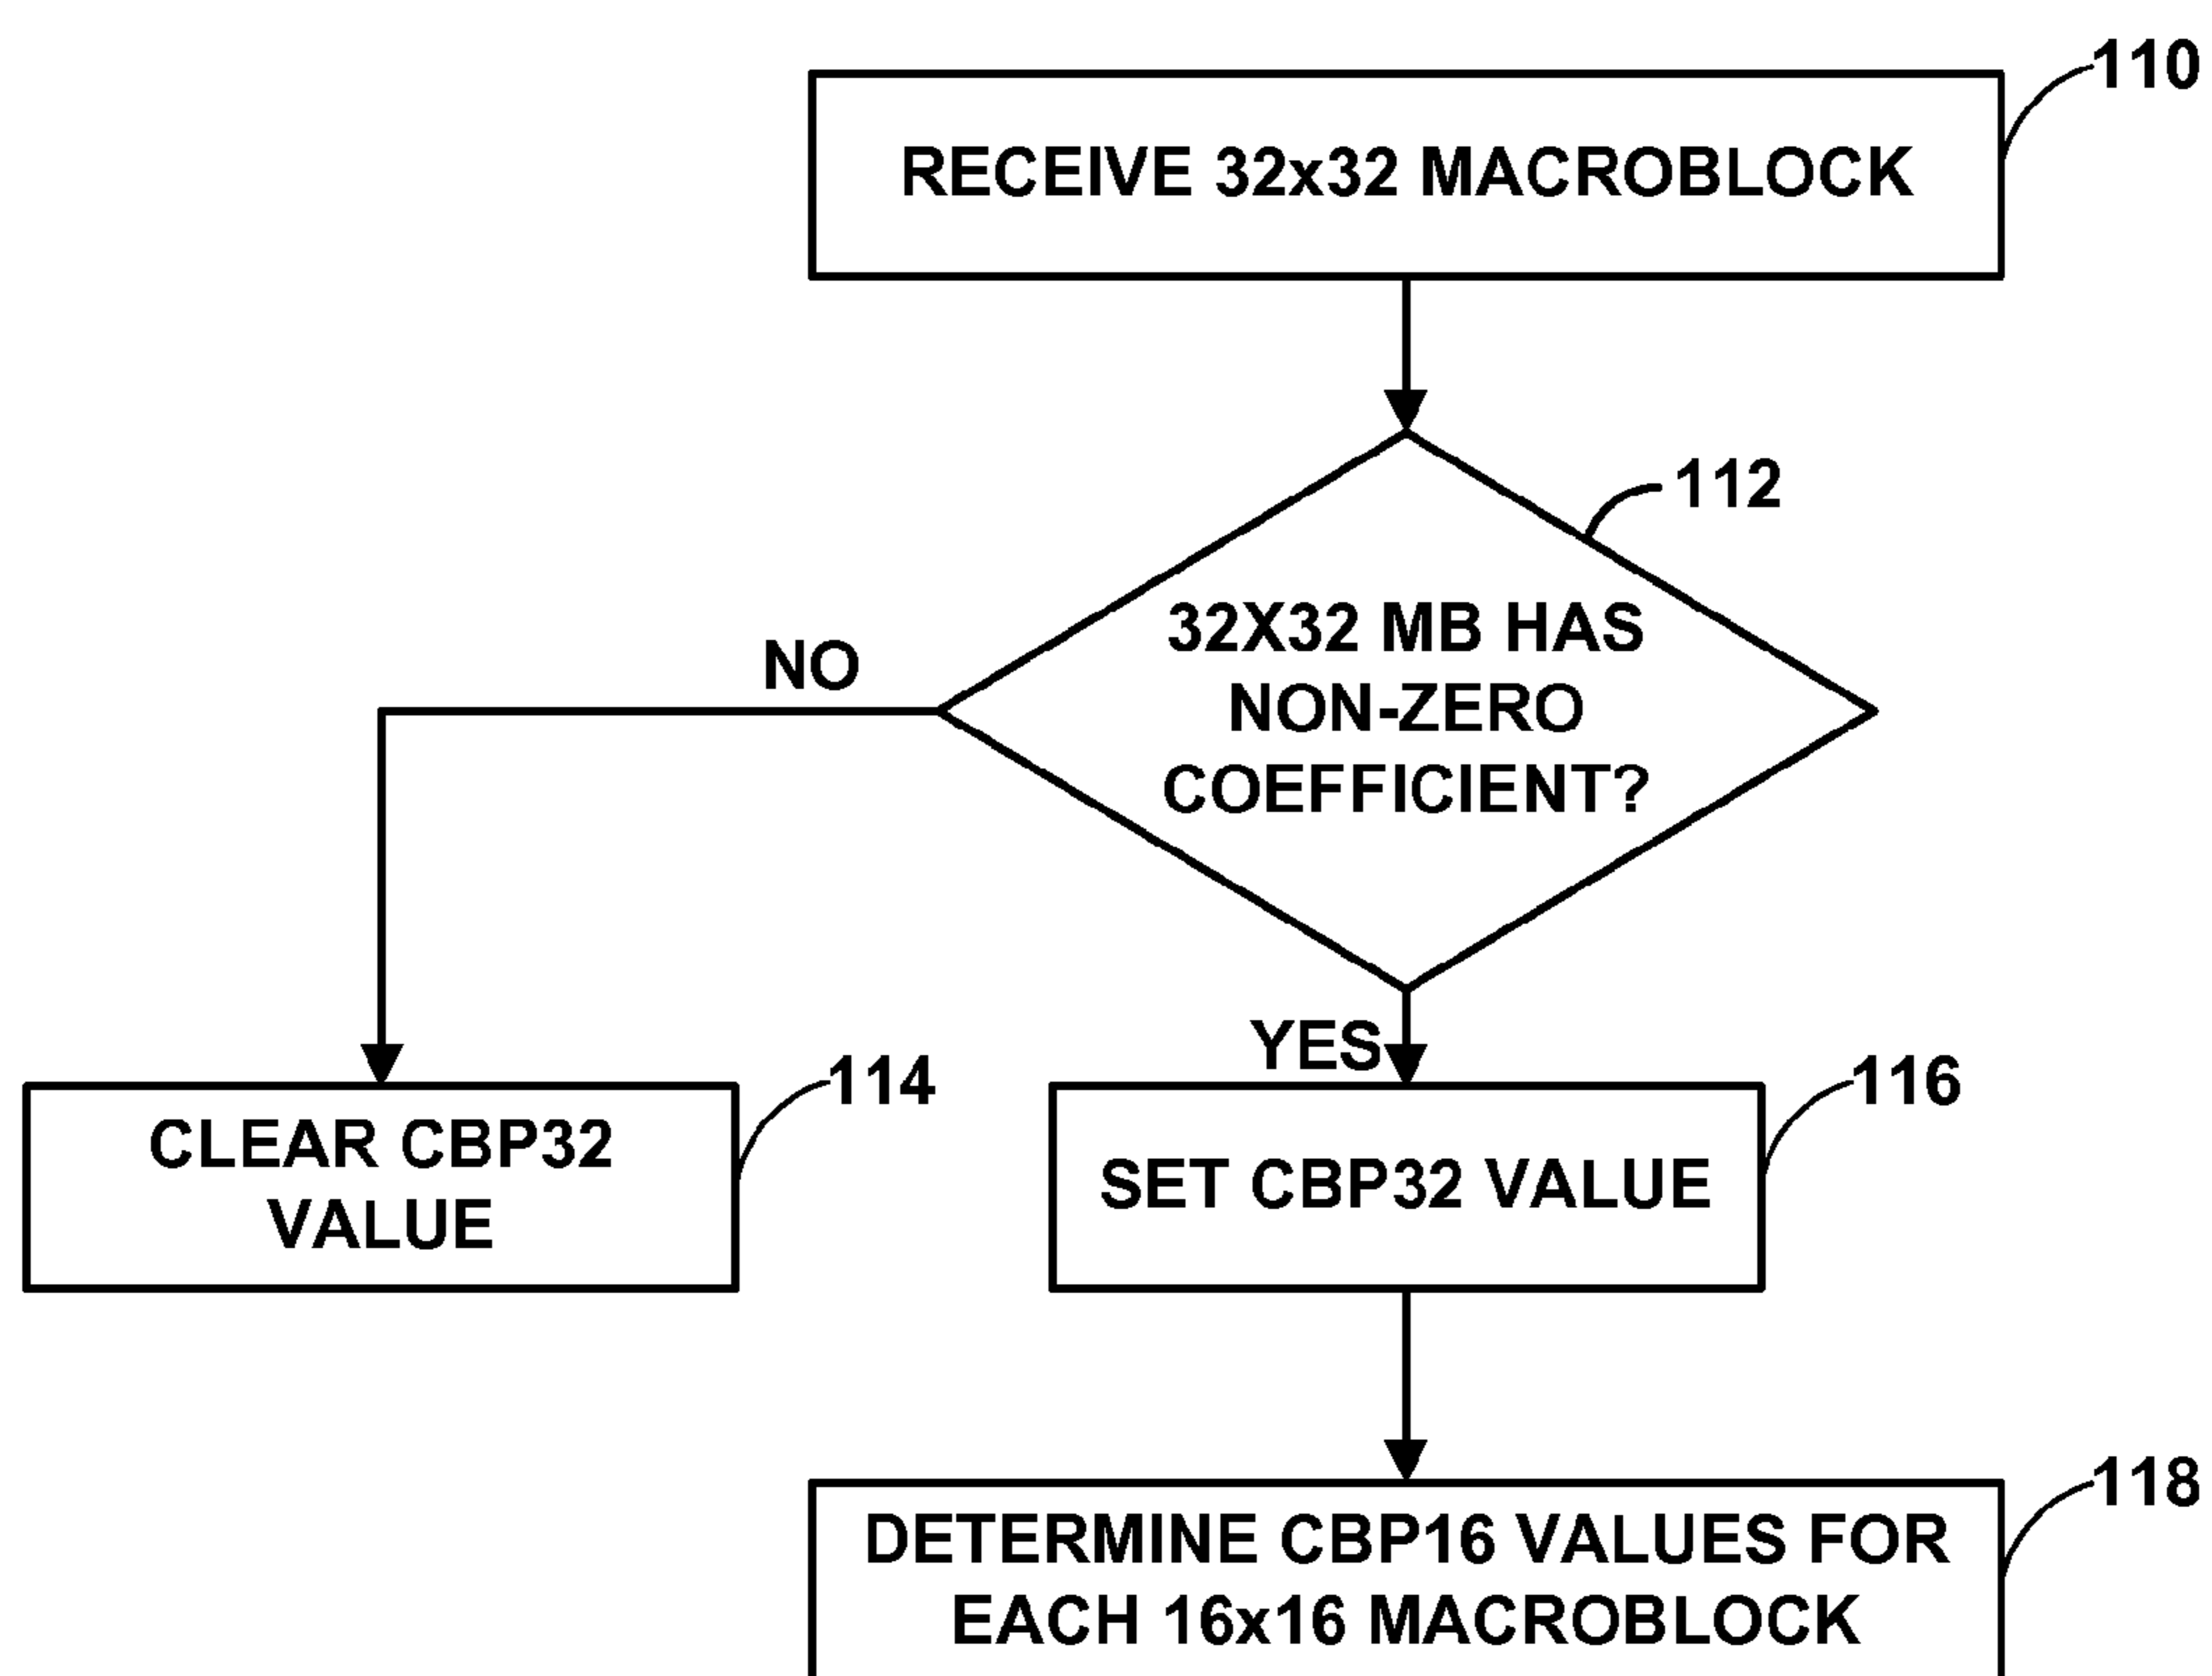 110
RECEIVE 32x32 MACROBLOCK
112
32X32 MB HAS
NON-ZERO
COEFFICIENT?
NO
YES
114
CLEAR CBP32
VALUE
116
SET CBP32 VALUE
118
DETERMINE CBP16 VALUES FOR
EACH 16x16 MACROBLOCK